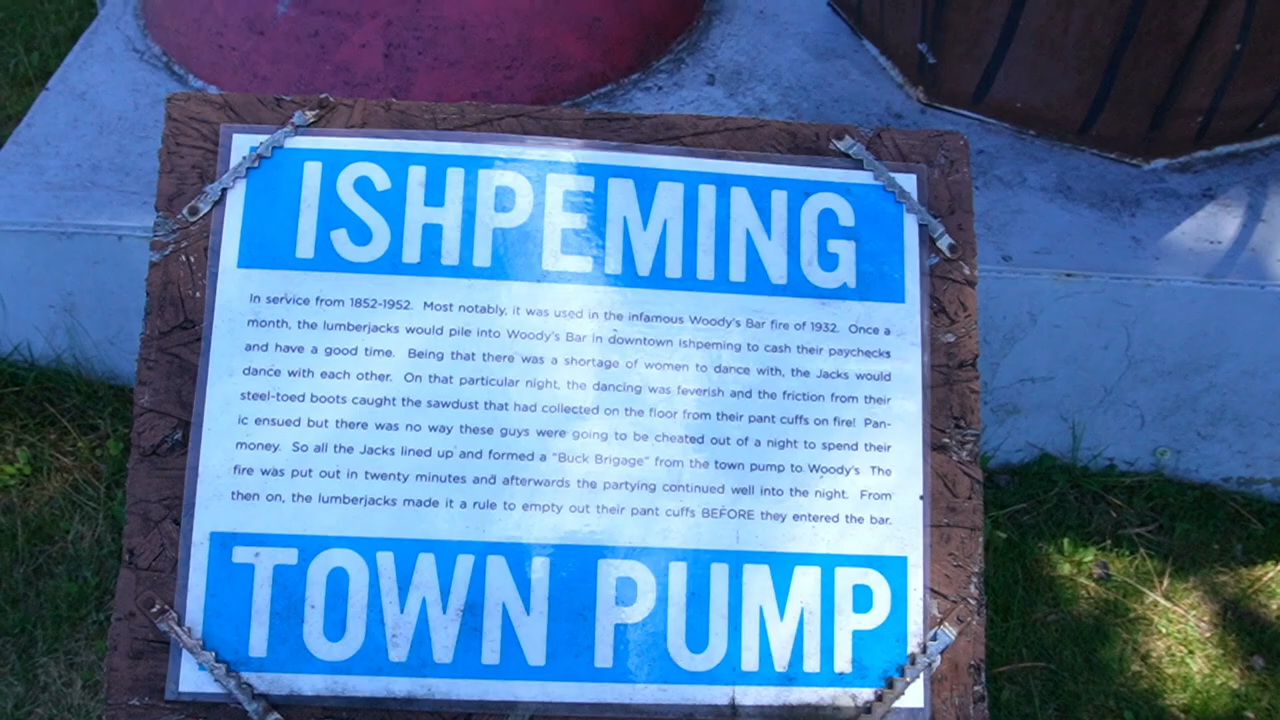 ISHPEMING
In service from 1852-1952. Most notably, it was used in the infamous Woody's Bar fire of 1932. Once a
month, the lumberjacks would pile into Woody's Bar in downtown Ishpeming to cash their paychecks
and have a good time. Being that there was a shortage of women to dance with, the Jacks would
dance with each other. On that particular night, the dancing was feverish and the friction from their
steel-toed boots caught the sawdust that had collected on the floor from their pant cuffs on fire! Pan-
ic ensued but there was no way these guys were going to be cheated out of a night to spend their
money. So all the Jacks lined up and formed a "Buck Brigage" from the town pump to Woody's The
fire was put out in twenty minutes and afterwards the partying continued well into the night. From
then on, the lumberjacks made it a rule to empty out their pant cuffs BEFORE they entered the bar.
TOWN PUMP